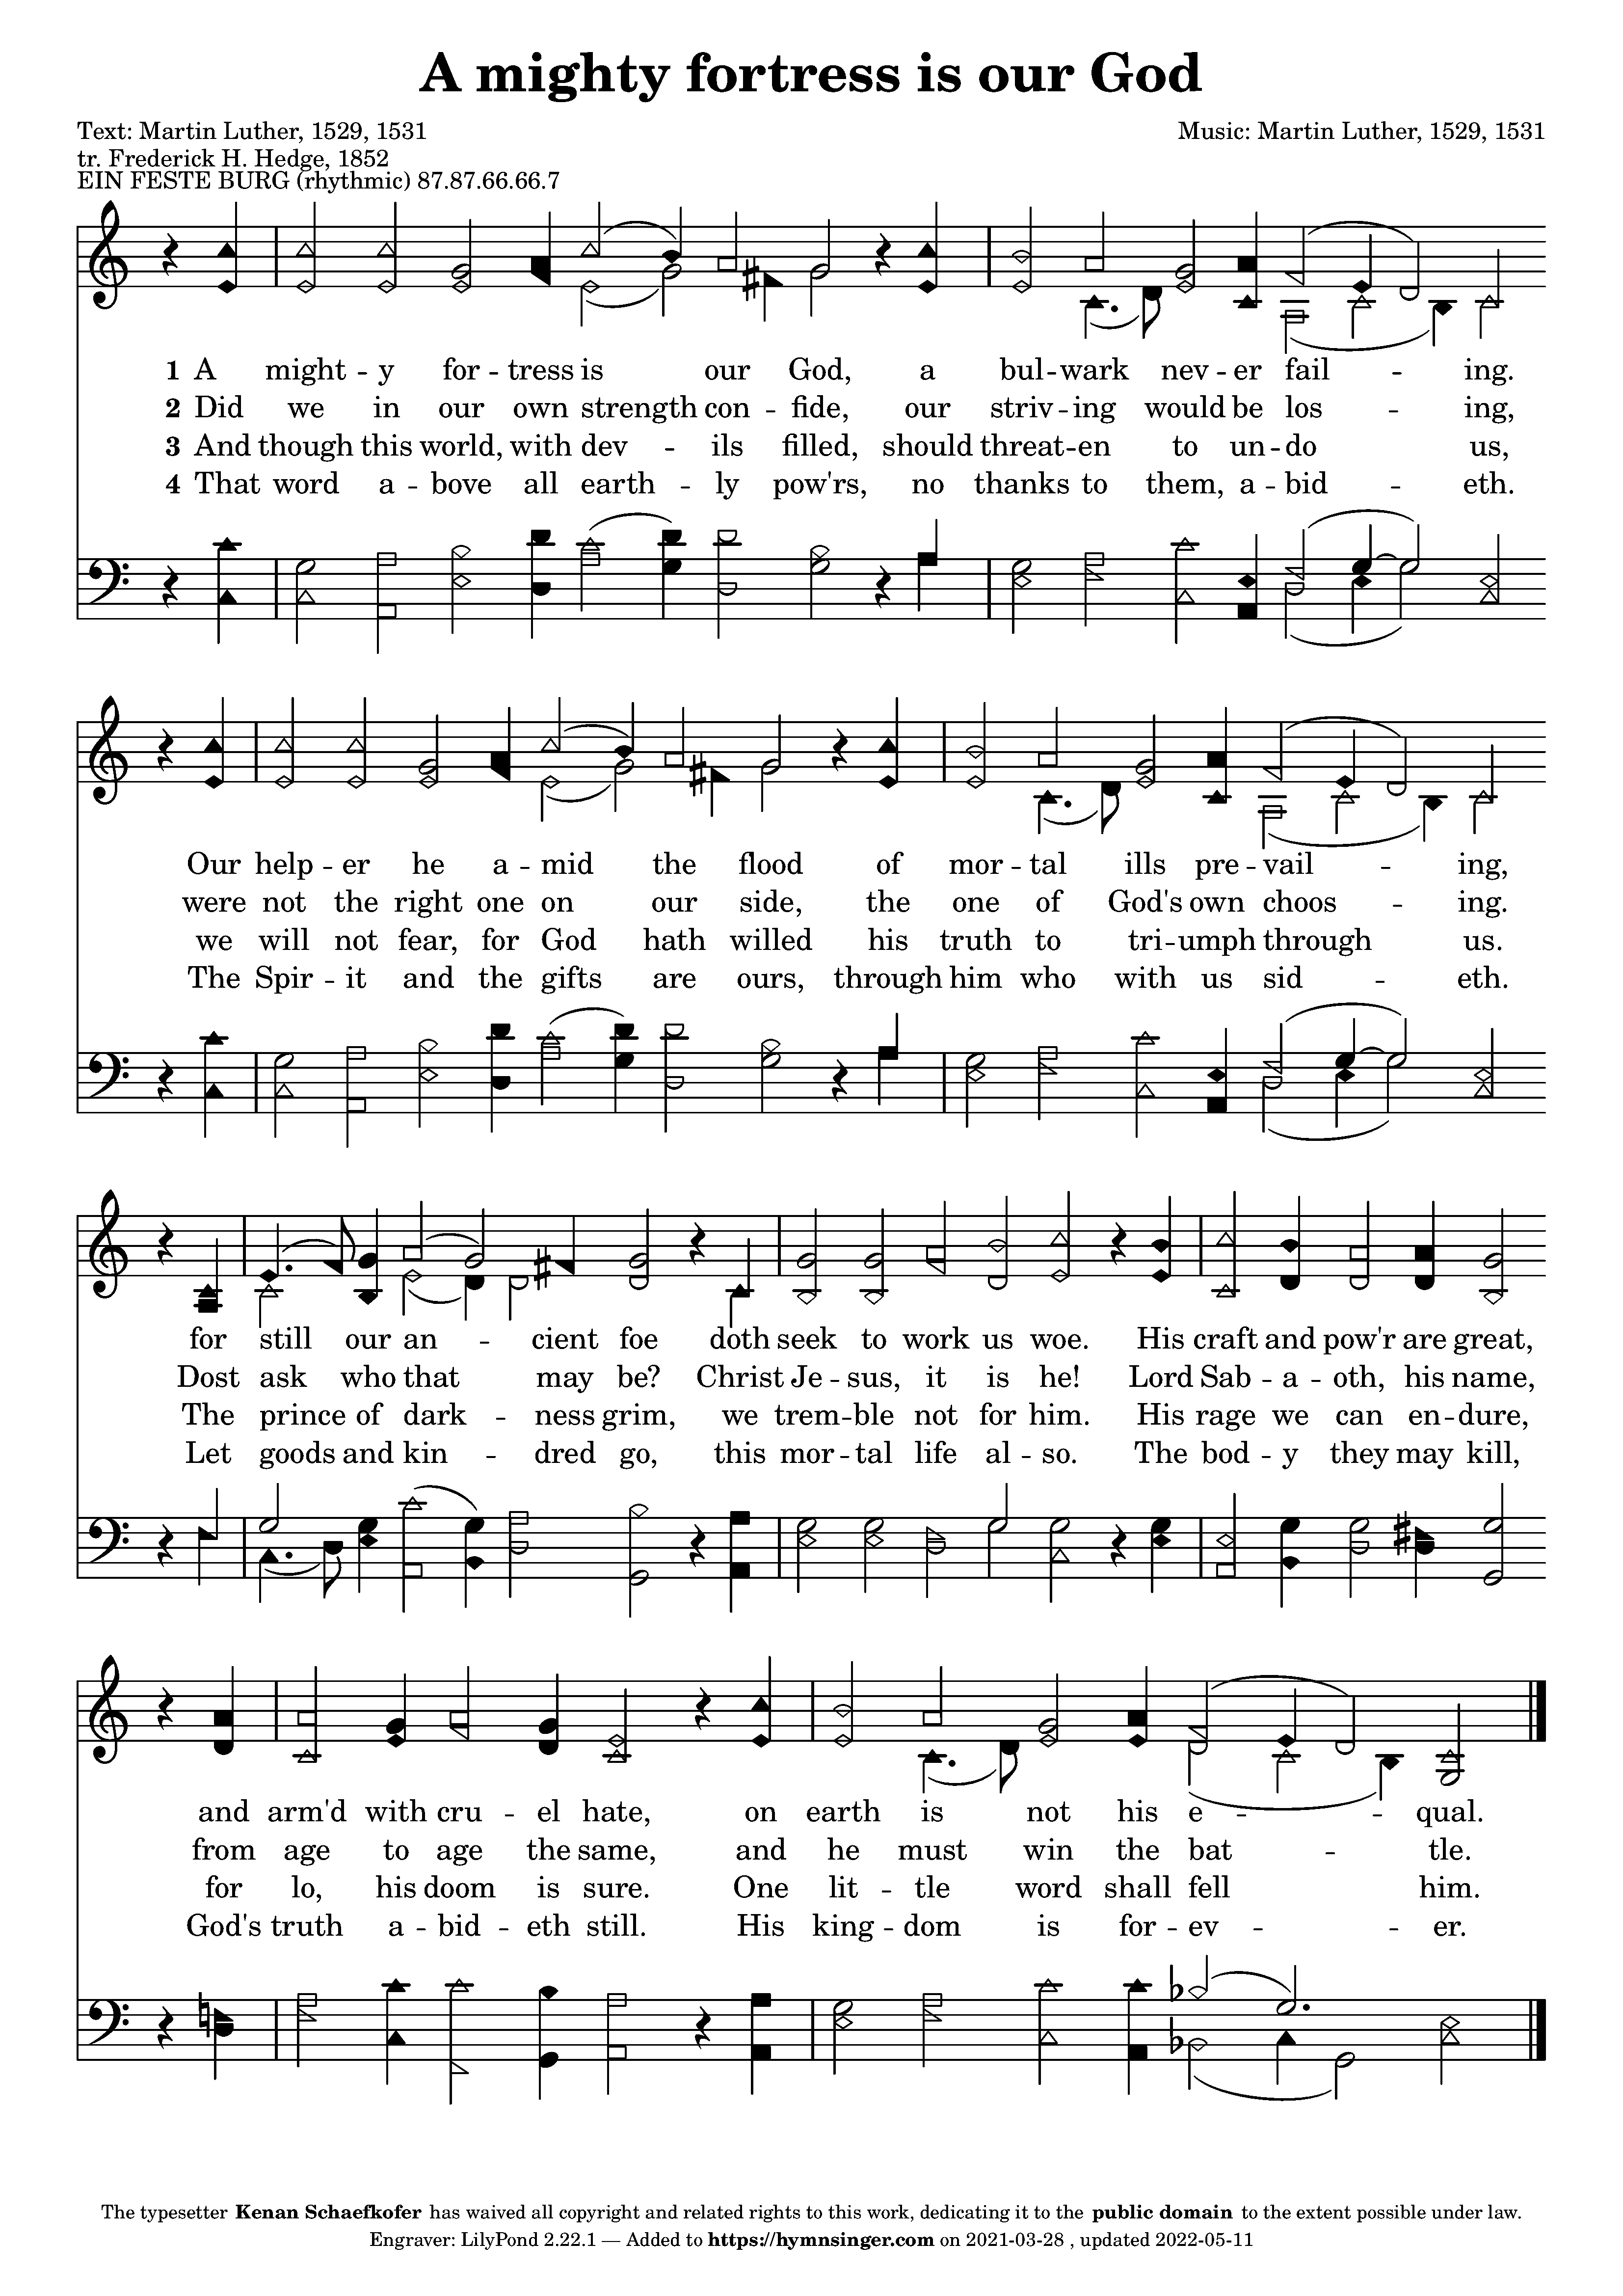 A mighty fortress is our God
Text: Martin Luther, 1529, 1531
Music: Martin Luther, 1529, 1531
tr. Frederick H. Hedge, 1852
EIN FESTE BURG (rhythmic) 87.87.66.66.7
1 A might -- y for -- tress is our God, a bul -- wark nev -- er fail -- ing.
2 Did we in our own strength con -- fide, our striv -- ing would be los -- ing,
3 And though this world, with dev -- ils filled, should threat -- en to un -- do us,
4 That word a -- bove all earth -- ly pow'rs, no thanks to them, a -- bid -- eth.
Our help -- er he a -- mid the flood of mor -- tal ills pre -- vail -- ing,
were not the right one on our side, the one of God's own choos -- ing.
we will not fear, for God hath willed his truth to tri -- umph through us.
The Spir -- it and the gifts are ours, through him who with us sid -- eth.
for still our an -- cient foe doth seek to work us woe. His craft and pow'r are great,
Dost ask who that may be? Christ Je -- sus, it is he! Lord Sab -- a -- oth, his name,
The prince of dark -- ness grim, we trem -- ble not for him. His rage we can en -- dure,
Let goods and kin -- dred go, this mor -- tal life al -- so. The bod -- y they may kill,
and arm'd with cru -- el hate, on earth is not his e -- -- qual.
from age to age the same, and he must win the bat -- tle.
for lo, his doom is sure. One lit -- tle word shall fell him.
God's truth a -- bid -- eth still. His king -- dom is for -- ev -- -- er.
The typesetter Kenan Schaefkofer has waived all copyright and related rights to this work, dedicating it to the public domain to the extent possible under law.
Engraver: LilyPond 2.22.1 — Added to https://hymnsinger.com on 2021-03-28 , updated 2022-05-11